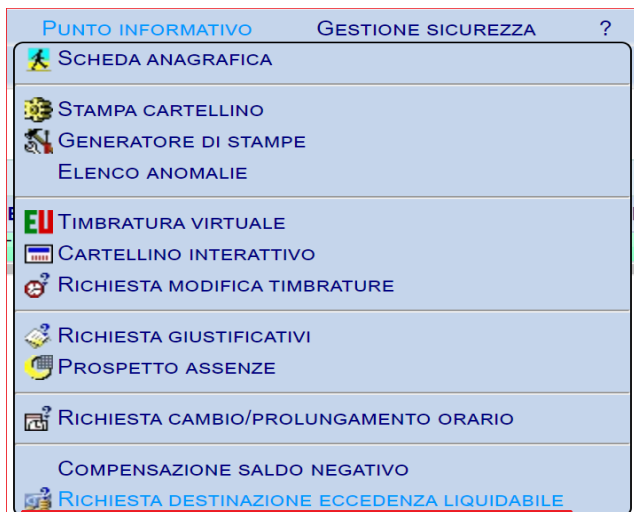 PUNTO INFORMATIVO GESTIONE SICUREZZA ?
SCHEDA ANAGRAFICA
STAMPA CARTELLINO
GENERATORE DI STAMPE
ELENCO ANOMALIE
EU TIMBRATURA VIRTUALE
CARTELLINO INTERATTIVO
RICHIESTA MODIFICA TIMBRATURE
RICHIESTA GIUSTIFICATIVI
PROSPETTO ASSENZE
RICHIESTA CAMBIO/PROLUNGAMENTO ORARIO
COMPENSAZIONE SALDO NEGATIVO
RICHIESTA DESTINAZIONE ECCEDENZA LIQUIDABILE